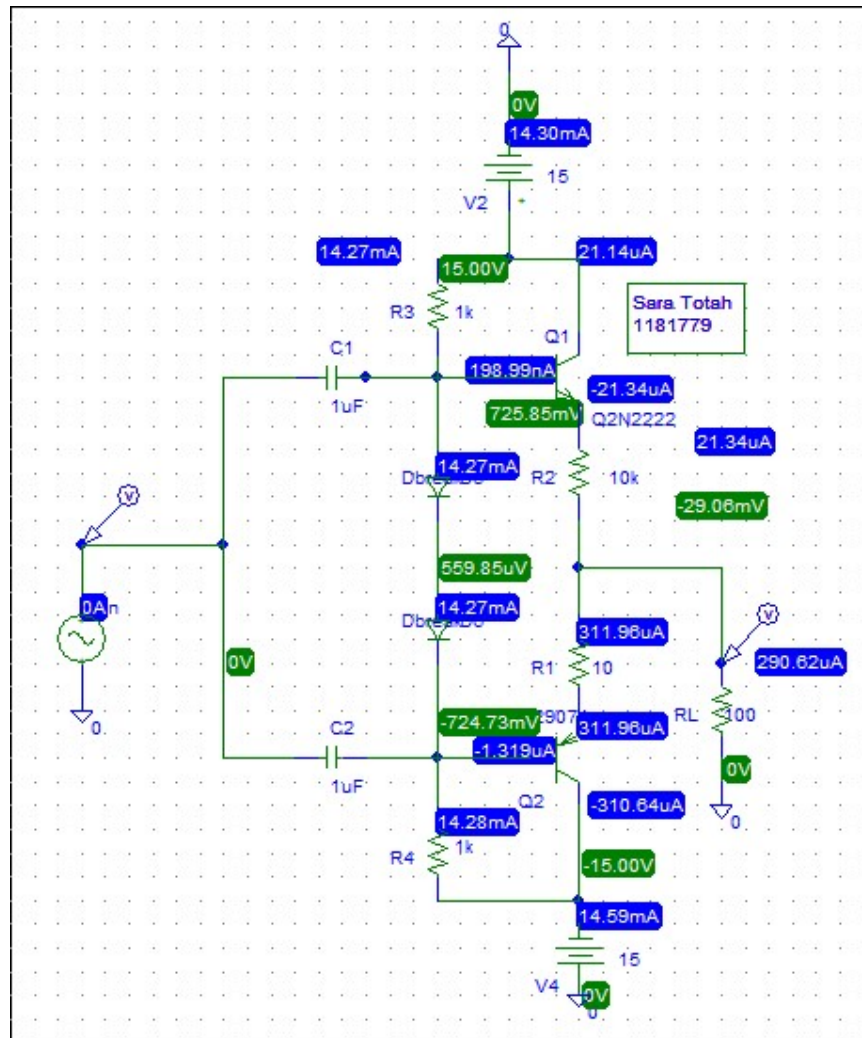 0
0V
14.30mA
15
V2
+
14.27mA
15.00V
21.14uA
R3
1k
Sara Totah
1181779
C1
Q1
198.99nA
1uF
-21.34uA
725.85mV
Q2N2222
21.34uA
14.27mA
R2
10k
-29.06mV
V
559.85uV
14.27mA
0A
311.96uA
V
0V
R1
10
290.62uA
RL
100
-724.73mV
311.96uA
C2
-1.319uA
0V
1uF
Q2
0
-310.64uA
0
14.28mA
1k
R4
-15.00V
14.59mA
15
V4
0V